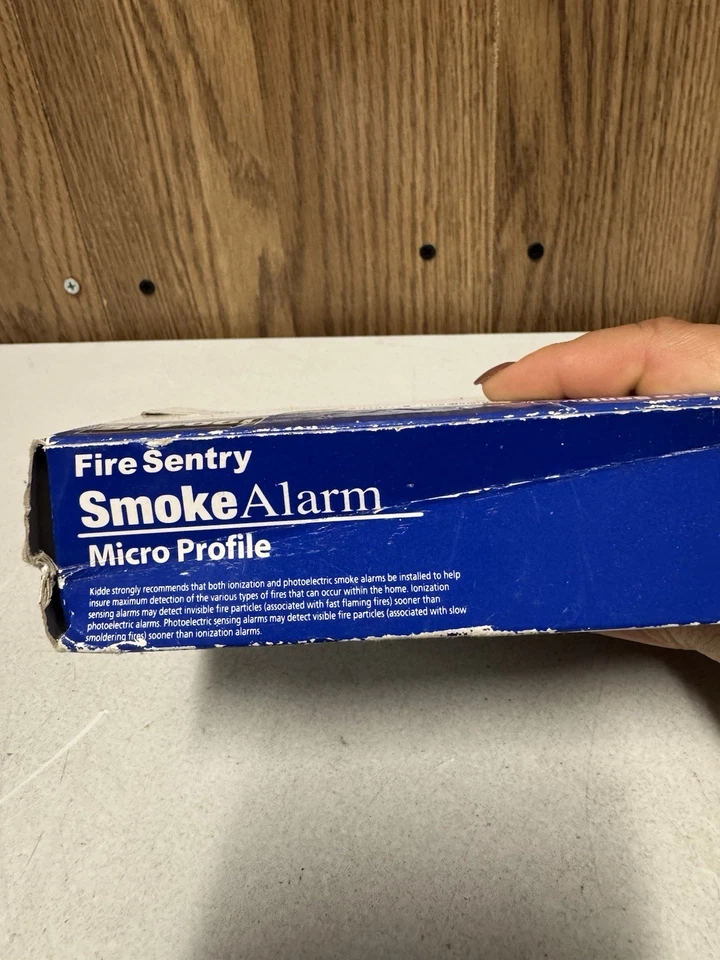 Fire Sentry
SmokeAlarm
Micro Profile
Kidde strongly recommends that both ionization and photoelectric smoke alarms be installed to help
insure maximum detection of the various types of fires that can occur within the home. Ionization
sensing alarms may detect invisible fire particles (associated with fast flaming fires) sooner than
photoelectric alarms. Photoelectric sensing alarms may detect visible fire particles (associated with slow
smoldering fires) sooner than ionization alarms.